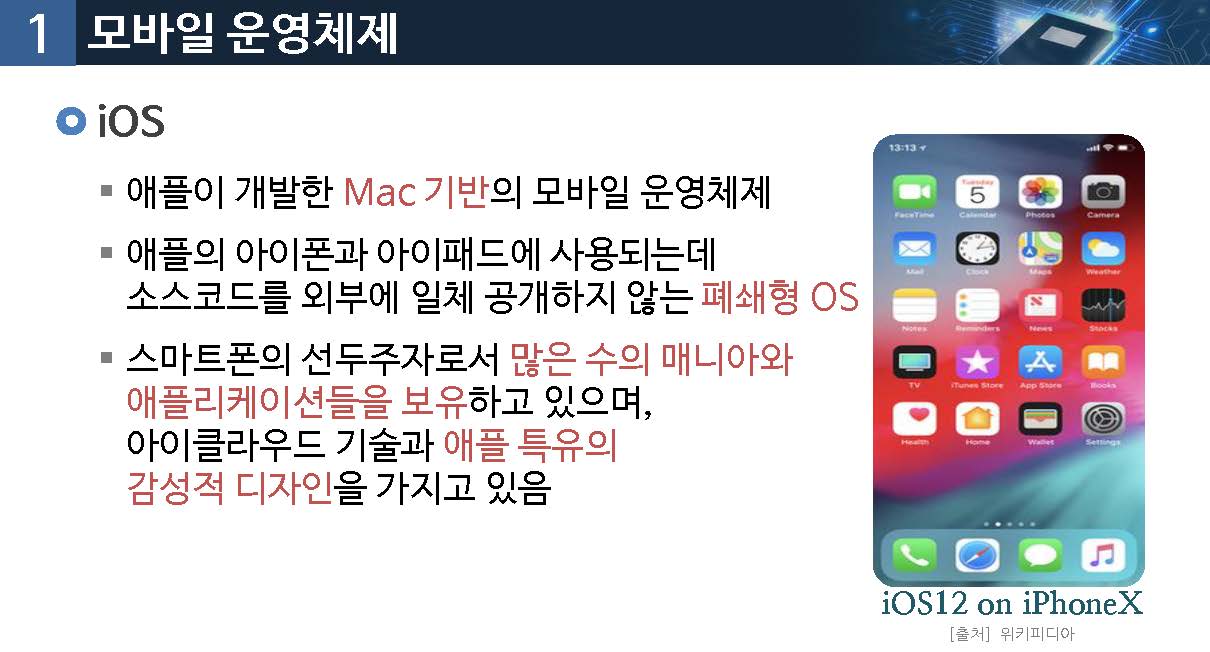 1 모바일 운영체제
iOS
애플이 개발한 Mac 기반의 모바일 운영체제
애플의 아이폰과 아이패드에 사용되는데
소스코드를 외부에 일체 공개하지 않는 폐쇄형 OS
스마트폰의 선두주자로서 많은 수의 매니아와
애플리케이션들을 보유하고 있으며,
아이클라우드 기술과 애플 특유의
감성적 디자인을 가지고 있음
13:13
Tuesday
5
FaceTime Calendar Photos Camera
Mail Clock Maps Weather
Notes Reminders News Stocks
TV iTunes Store App Store Books
Health Home Wallet Settings
iOS12 on iPhoneX
[출처] 위키피디아